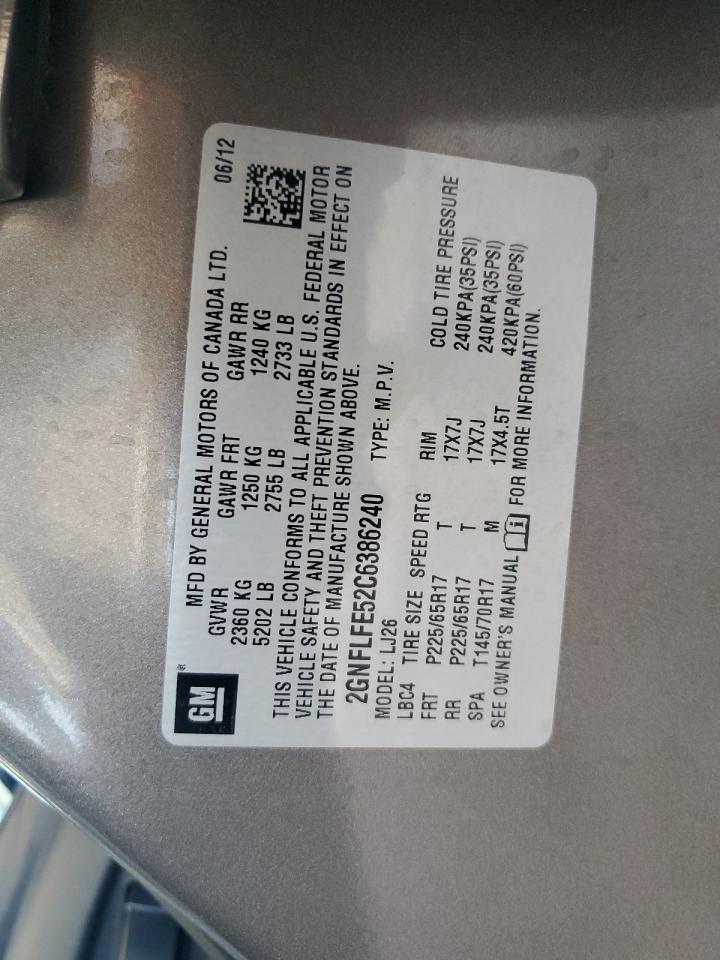 GM ®
MFD BY GENERAL MOTORS OF CANADA LTD. 06/12
GVWR GAWR FRT GAWR RR
2360 KG 1250 KG 1240 KG
5202 LB 2755 LB 2733 LB
THIS VEHICLE CONFORMS TO ALL APPLICABLE U.S. FEDERAL MOTOR
VEHICLE SAFETY AND THEFT PREVENTION STANDARDS IN EFFECT ON
THE DATE OF MANUFACTURE SHOWN ABOVE.
2GNFLFE52C6386240 TYPE: M.P.V.
MODEL: LJ26
LBC4 TIRE SIZE SPEED RTG RIM COLD TIRE PRESSURE
FRT P225/65R17 T 17X7J 240KPA(35PSI)
RR P225/65R17 T 17X7J 240KPA(35PSI)
SPA T145/70R17 M 17X4.5T 420KPA(60PSI)
SEE OWNER'S MANUAL FOR MORE INFORMATION.